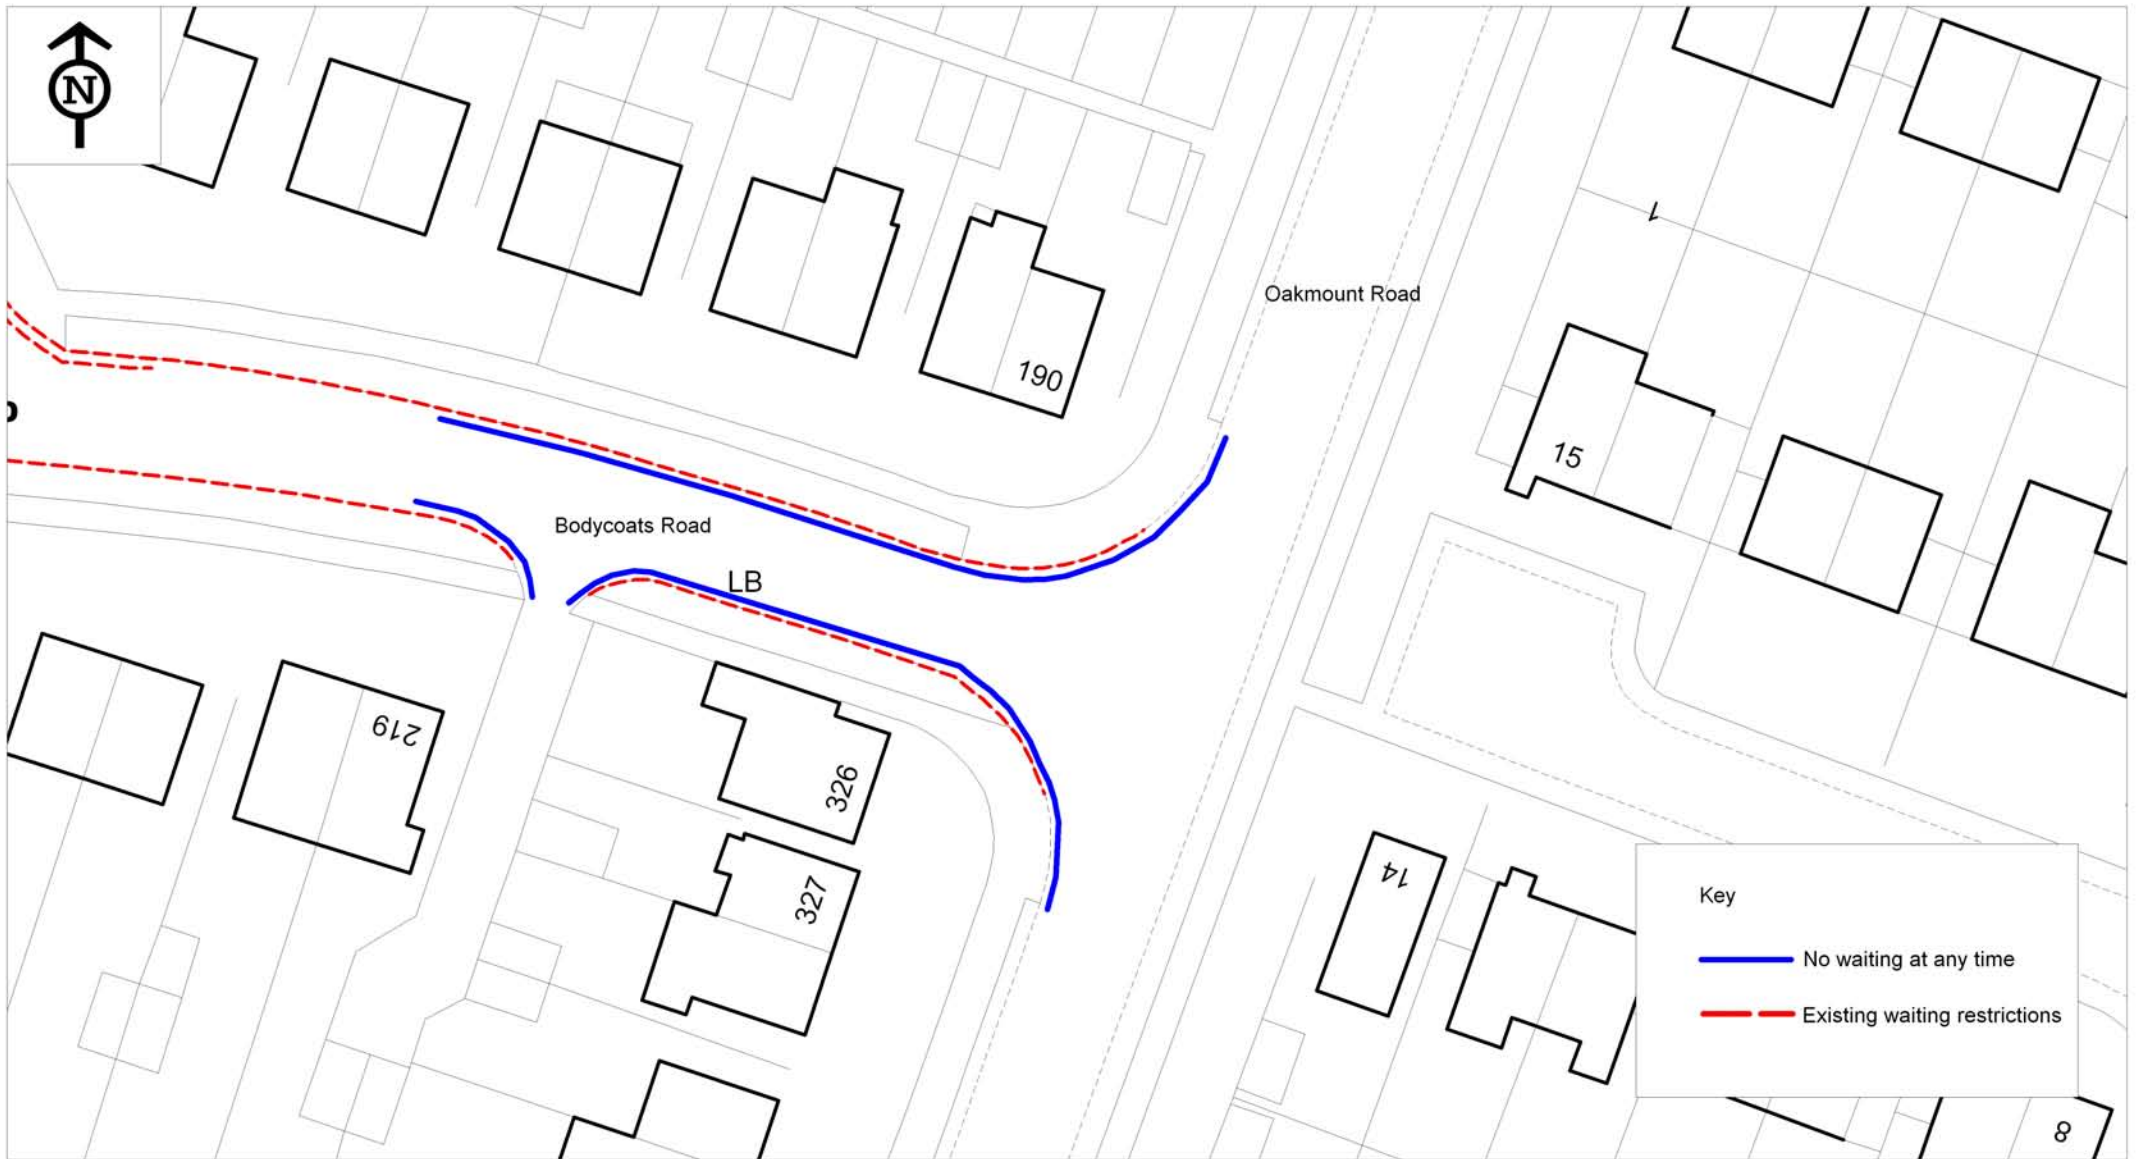 N
1
Oakmount Road
190
15
Bodycoats Road
LB
219
326
327
14
Key
No waiting at any time
Existing waiting restrictions
8